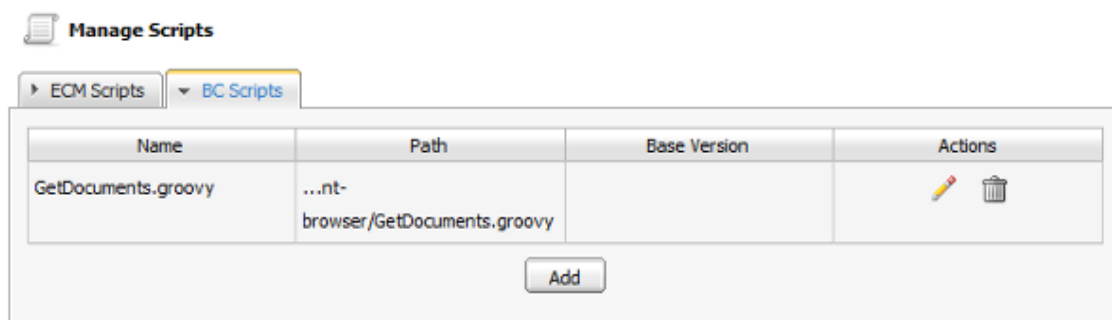 Manage Scripts
ECM Scripts
BC Scripts
Name
Path
Base Version
Actions
GetDocuments.groovy
...nt-
browser/GetDocuments.groovy
Add